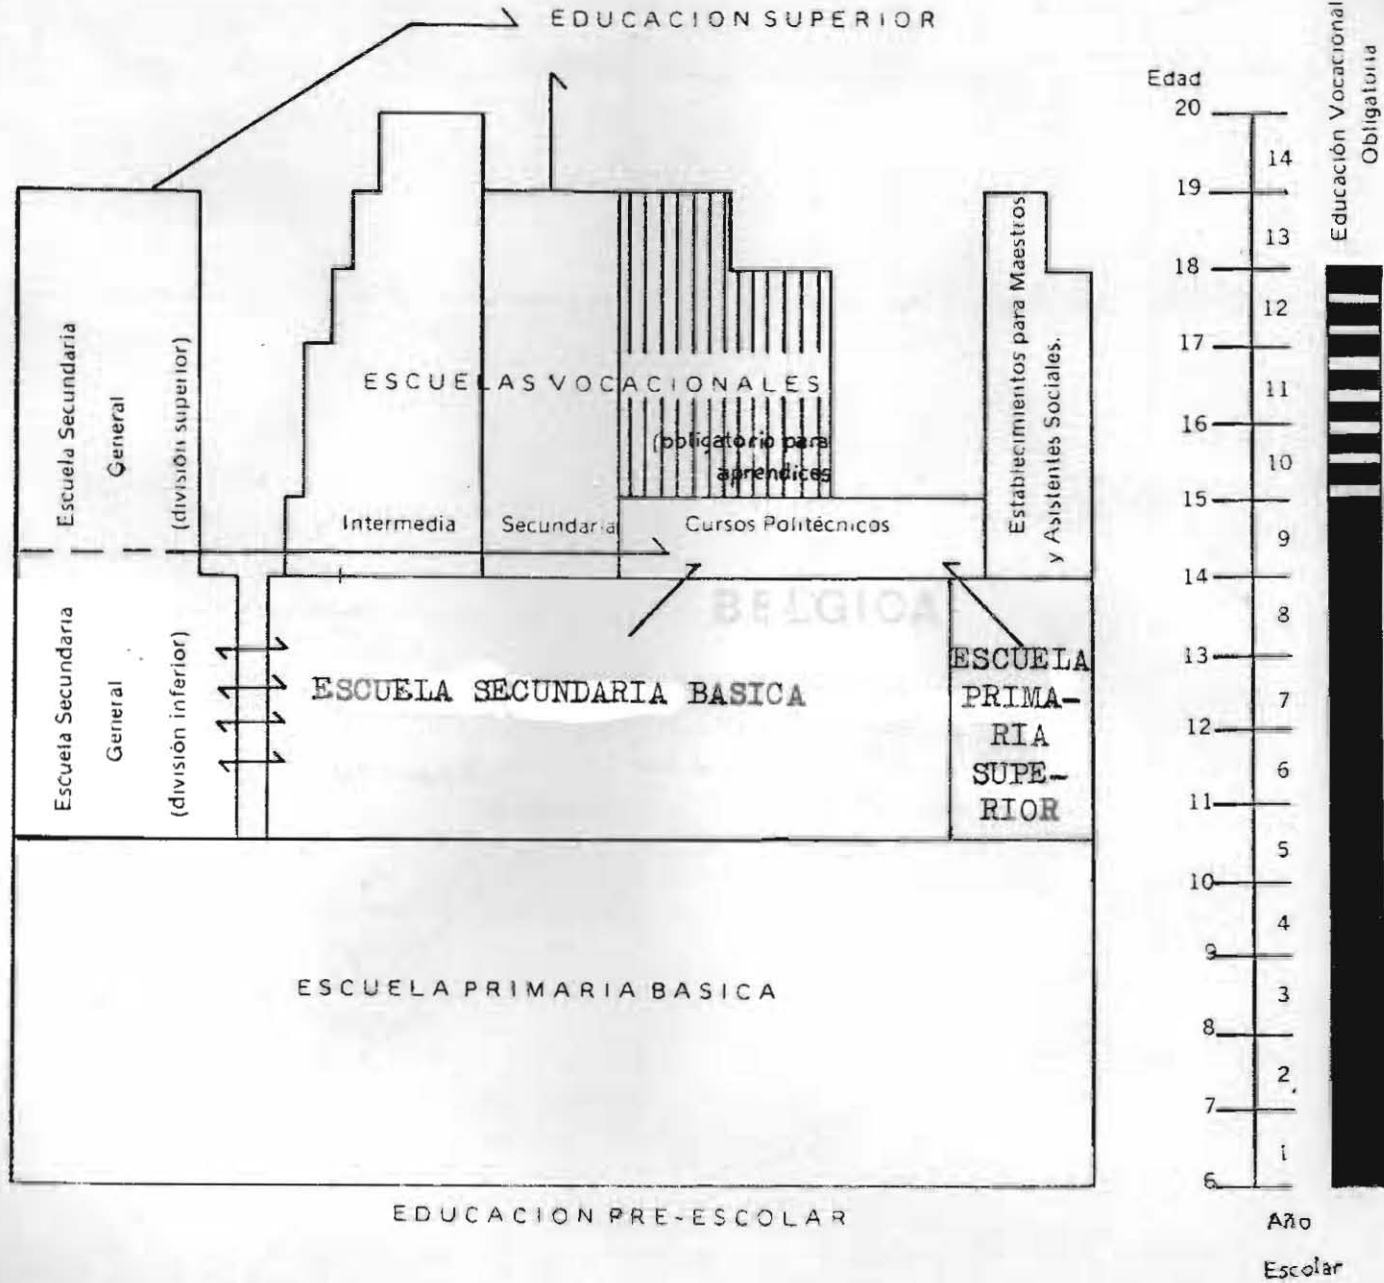 EDUCACION SUPERIOR
Educación Vocacional
Obligatoria
Edad
20
14
19
13
18
12
17
11
16
10
15
9
14
8
13
7
12
6
11
5
10
4
9
3
8
2
7
1
6
Año
Escolar
Escuela Secundaria
General
(división superior)
ESCUELAS VOCACIONALES
(obligatorio para
aprendices
Intermedia
Secundaria
Cursos Politécnicos
Establecimientos para Maestros
y Asistentes Sociales.
Escuela Secundaria
General
(división inferior)
BELGICA
ESCUELA SECUNDARIA BASICA
ESCUELA
PRIMA-
RIA
SUPE-
RIOR
ESCUELA PRIMARIA BASICA
EDUCACION PRE-ESCOLAR